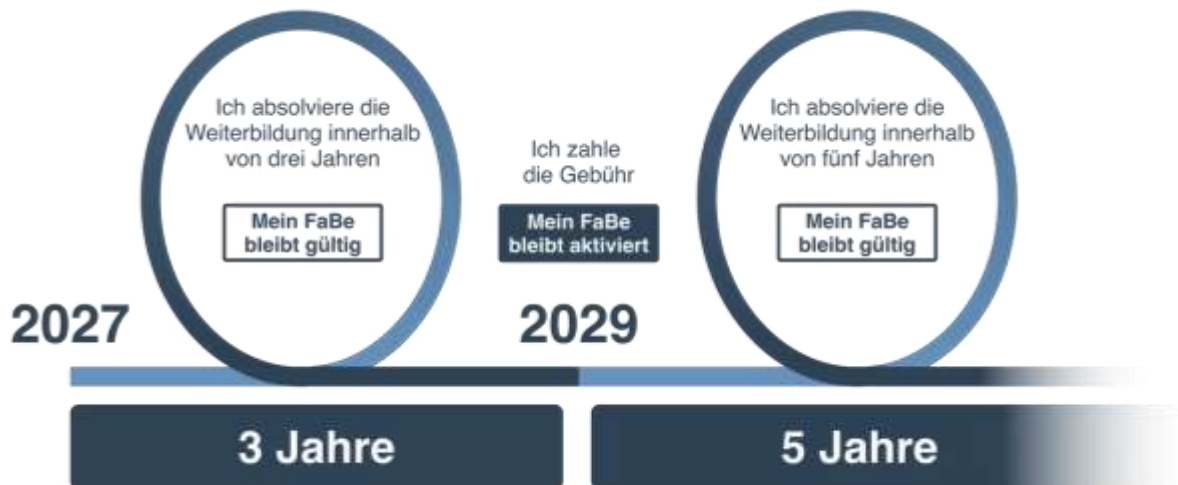 Ich absolviere die
Weiterbildung innerhalb
von drei Jahren
Mein FaBe
bleibt gültig
Ich zahle
die Gebühr
Mein FaBe
bleibt aktiviert
Ich absolviere die
Weiterbildung innerhalb
von fünf Jahren
Mein FaBe
bleibt gültig
2027
2029
3 Jahre
5 Jahre